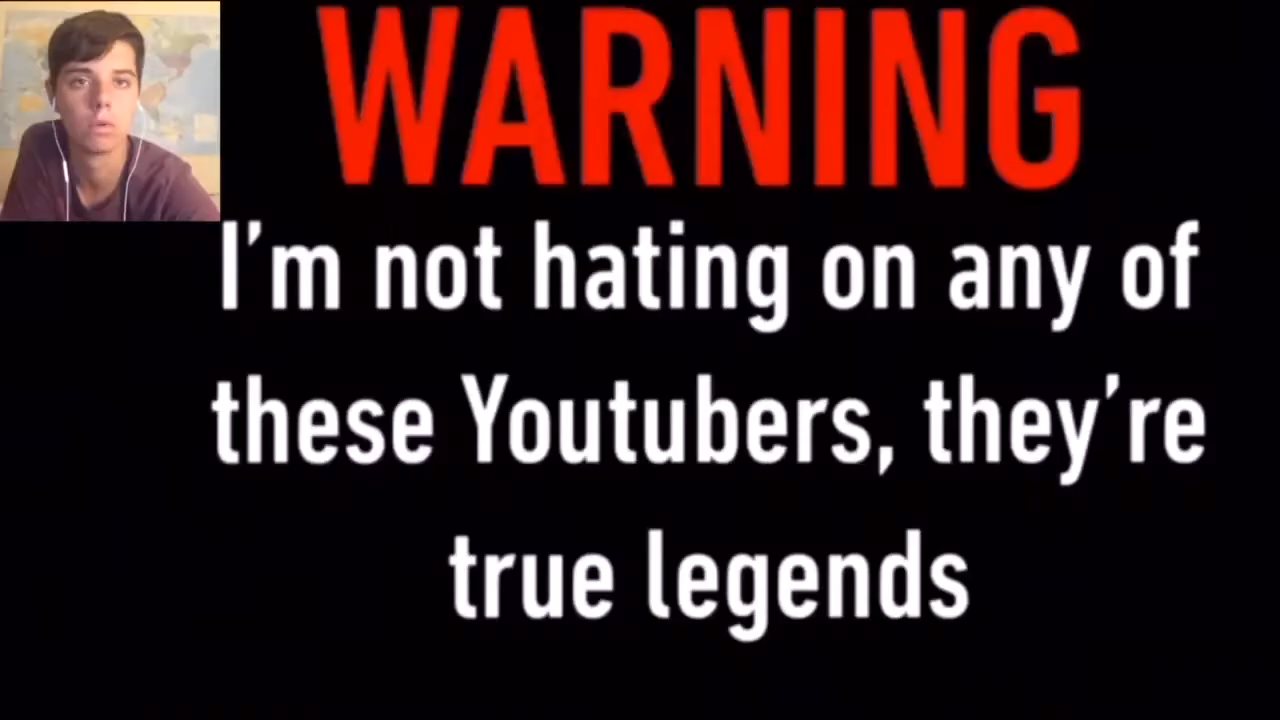 WARNING
I'm not hating on any of
these Youtubers, they're
true legends